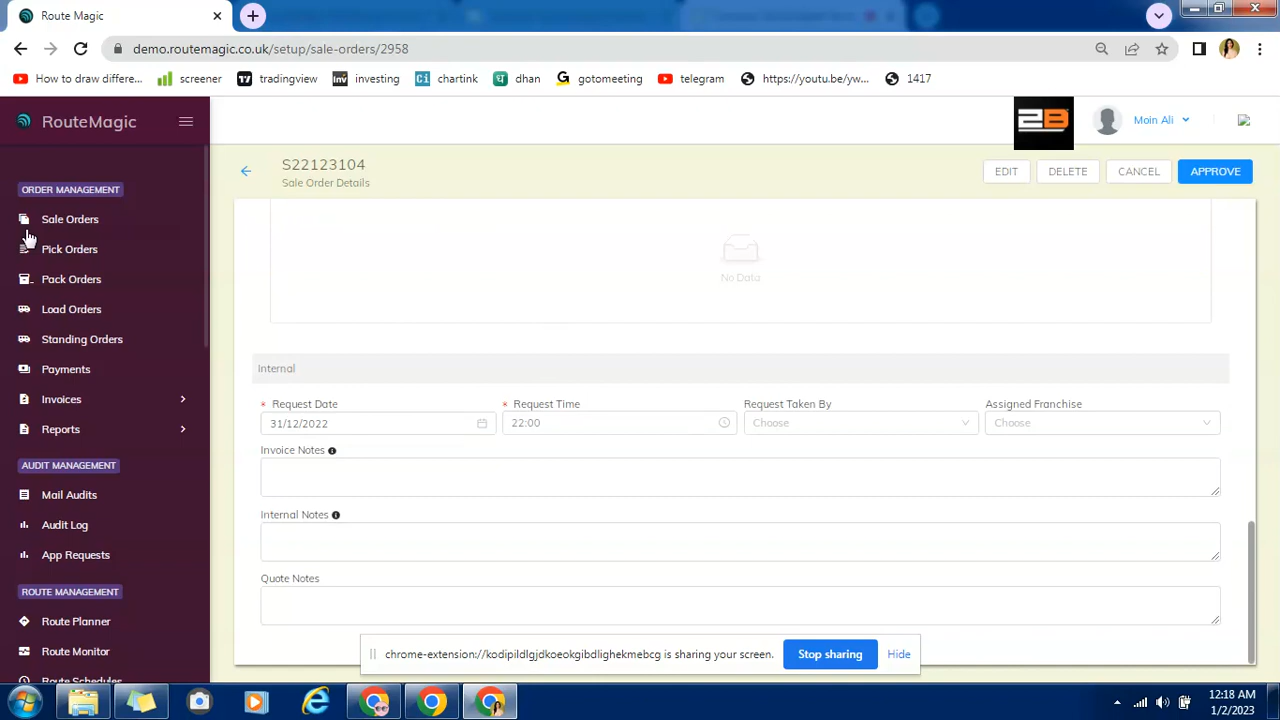 Route Magic
demo.routemagic.co.uk/setup/sale-orders/2958
How to draw differe... screener tradingview investing chartink dhan gotomeeting telegram https://youtu.be/yw... 1417
RouteMagic
2B
Moin Ali
S22123104
Sale Order Details
EDIT DELETE CANCEL APPROVE
ORDER MANAGEMENT
Sale Orders
Pick Orders
Pack Orders
Load Orders
Standing Orders
Payments
Invoices
Reports
AUDIT MANAGEMENT
Mail Audits
Audit Log
App Requests
ROUTE MANAGEMENT
Route Planner
Route Monitor
Route Schedules
No Data
Internal
* Request Date * Request Time Request Taken By Assigned Franchise
31/12/2022 22:00 Choose Choose
Invoice Notes
Internal Notes
Quote Notes
chrome-extension://kodipildlgjdkoeokgibdlighekmebcg is sharing your screen. Stop sharing Hide
12:18 AM
1/2/2023